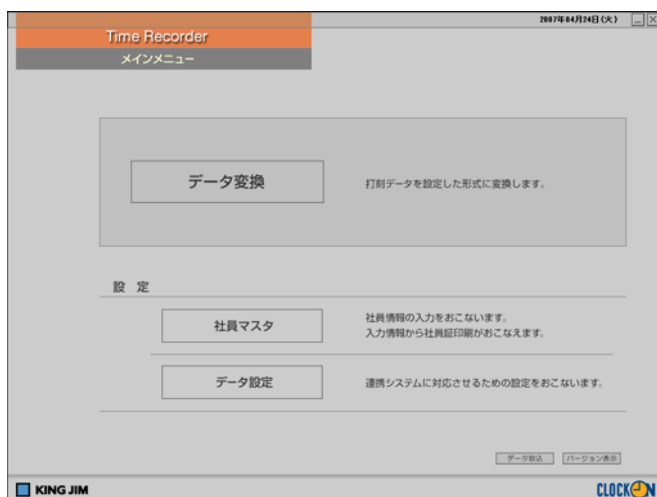 2007年04月24日(火)
Time Recorder
メインメニュー
データ変換
打刻データを設定した形式に変換します。
設 定
社員マスタ
社員情報の入力をおこないます。
入力情報から社員証印刷がおこなえます。
データ設定
連携システムに対応させるための設定をおこないます。
データ取込
バージョン表示
KING JIM
CLOCK ON